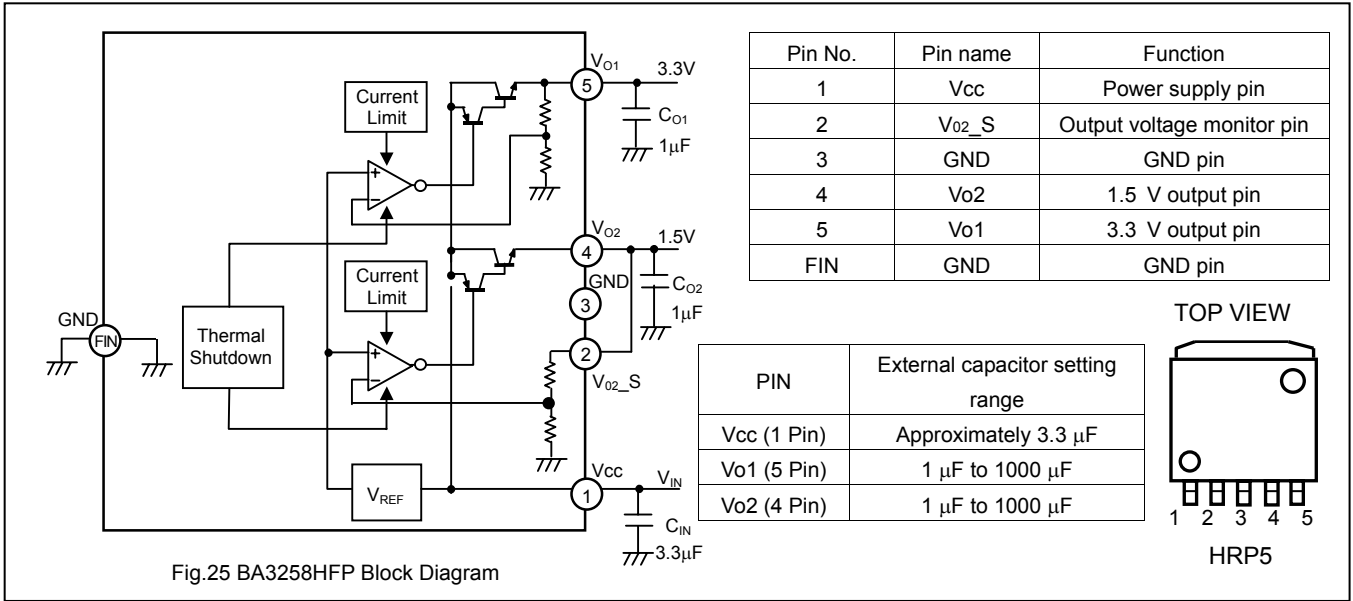 VO1
3.3V
5
Current
Limit
CO1
1μF
+
−
VO2
1.5V
4
Current
Limit
GND
CO2
3
1μF
GND
FIN
Thermal
Shutdown
+
−
2
V02_S
Vcc
VREF
VIN
1
CIN
3.3μF
Fig.25 BA3258HFP Block Diagram
Pin No. Pin name Function
1 Vcc Power supply pin
2 V02_S Output voltage monitor pin
3 GND GND pin
4 Vo2 1.5 V output pin
5 Vo1 3.3 V output pin
FIN GND GND pin
PIN External capacitor setting
range
Vcc (1 Pin) Approximately 3.3 μF
Vo1 (5 Pin) 1 μF to 1000 μF
Vo2 (4 Pin) 1 μF to 1000 μF
TOP VIEW
1 2 3 4 5
HRP5